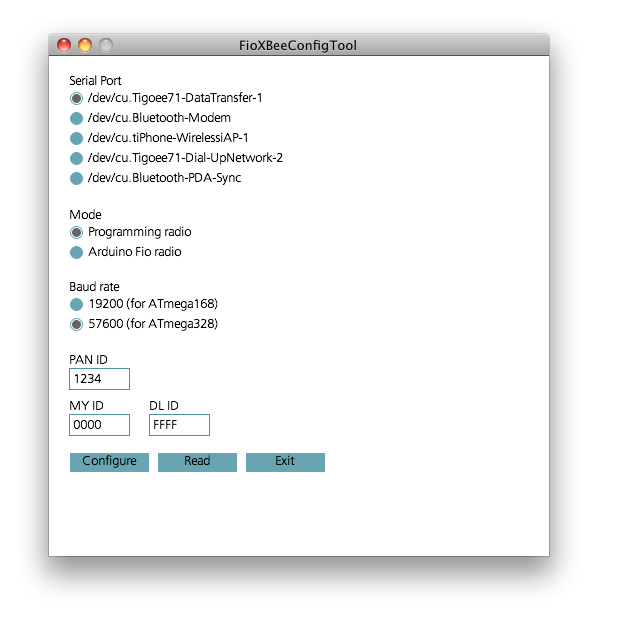 FioXBeeConfigTool
Serial Port
/dev/cu.Tigoee71-DataTransfer-1
/dev/cu.Bluetooth-Modem
/dev/cu.tiPhone-WirelessiAP-1
/dev/cu.Tigoee71-Dial-UpNetwork-2
/dev/cu.Bluetooth-PDA-Sync
Mode
Programming radio
Arduino Fio radio
Baud rate
19200 (for ATmega168)
57600 (for ATmega328)
PAN ID
1234
MY ID DL ID
0000 FFFF
Configure Read Exit